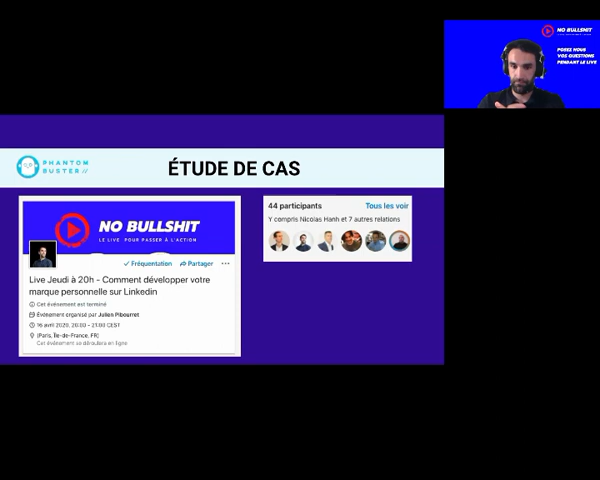 NO BULLSHIT
POSEZ NOUS
VOS QUESTIONS
PENDANT LE LIVE
PHANTOM
BUSTER //
ÉTUDE DE CAS
NO BULLSHIT
LE LIVE POUR PASSER À L'ACTION
✓ Fréquentation
Partager
...
Live Jeudi à 20h - Comment développer votre
marque personnelle sur Linkedin
Cet événement est terminé
Événement organisé par Julien Pibourret
16 avril 2020, 20:00 - 21:00 CEST
(Paris, Île-de-France, FR)
Cet événement se déroulera en ligne
44 participants
Tous les voir
Y compris Nicolas Hanh et 7 autres relations